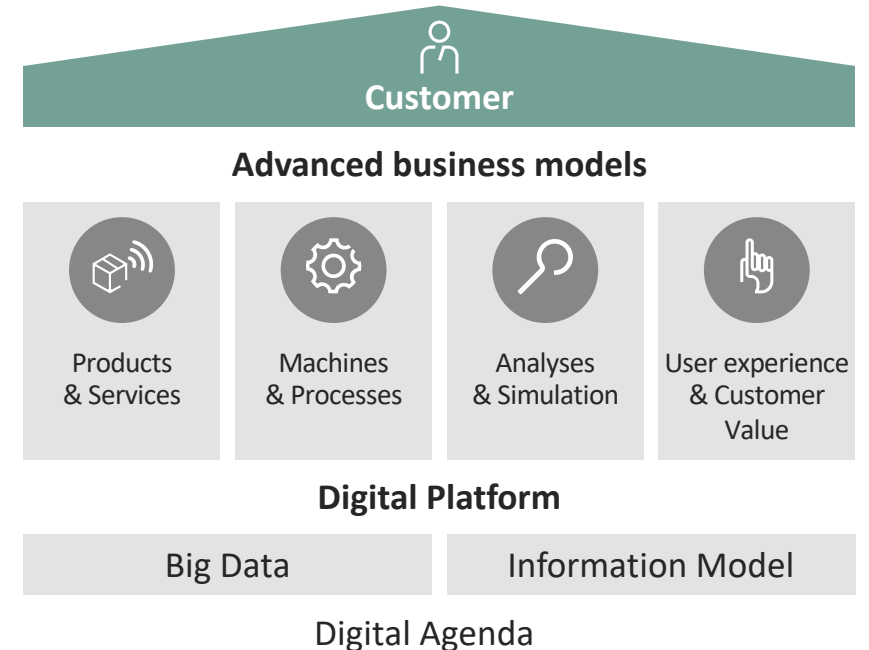 Customer
Advanced business models
Products
& Services
Machines
& Processes
Analyses
& Simulation
User experience
& Customer
Value
Digital Platform
Big Data
Information Model
Digital Agenda